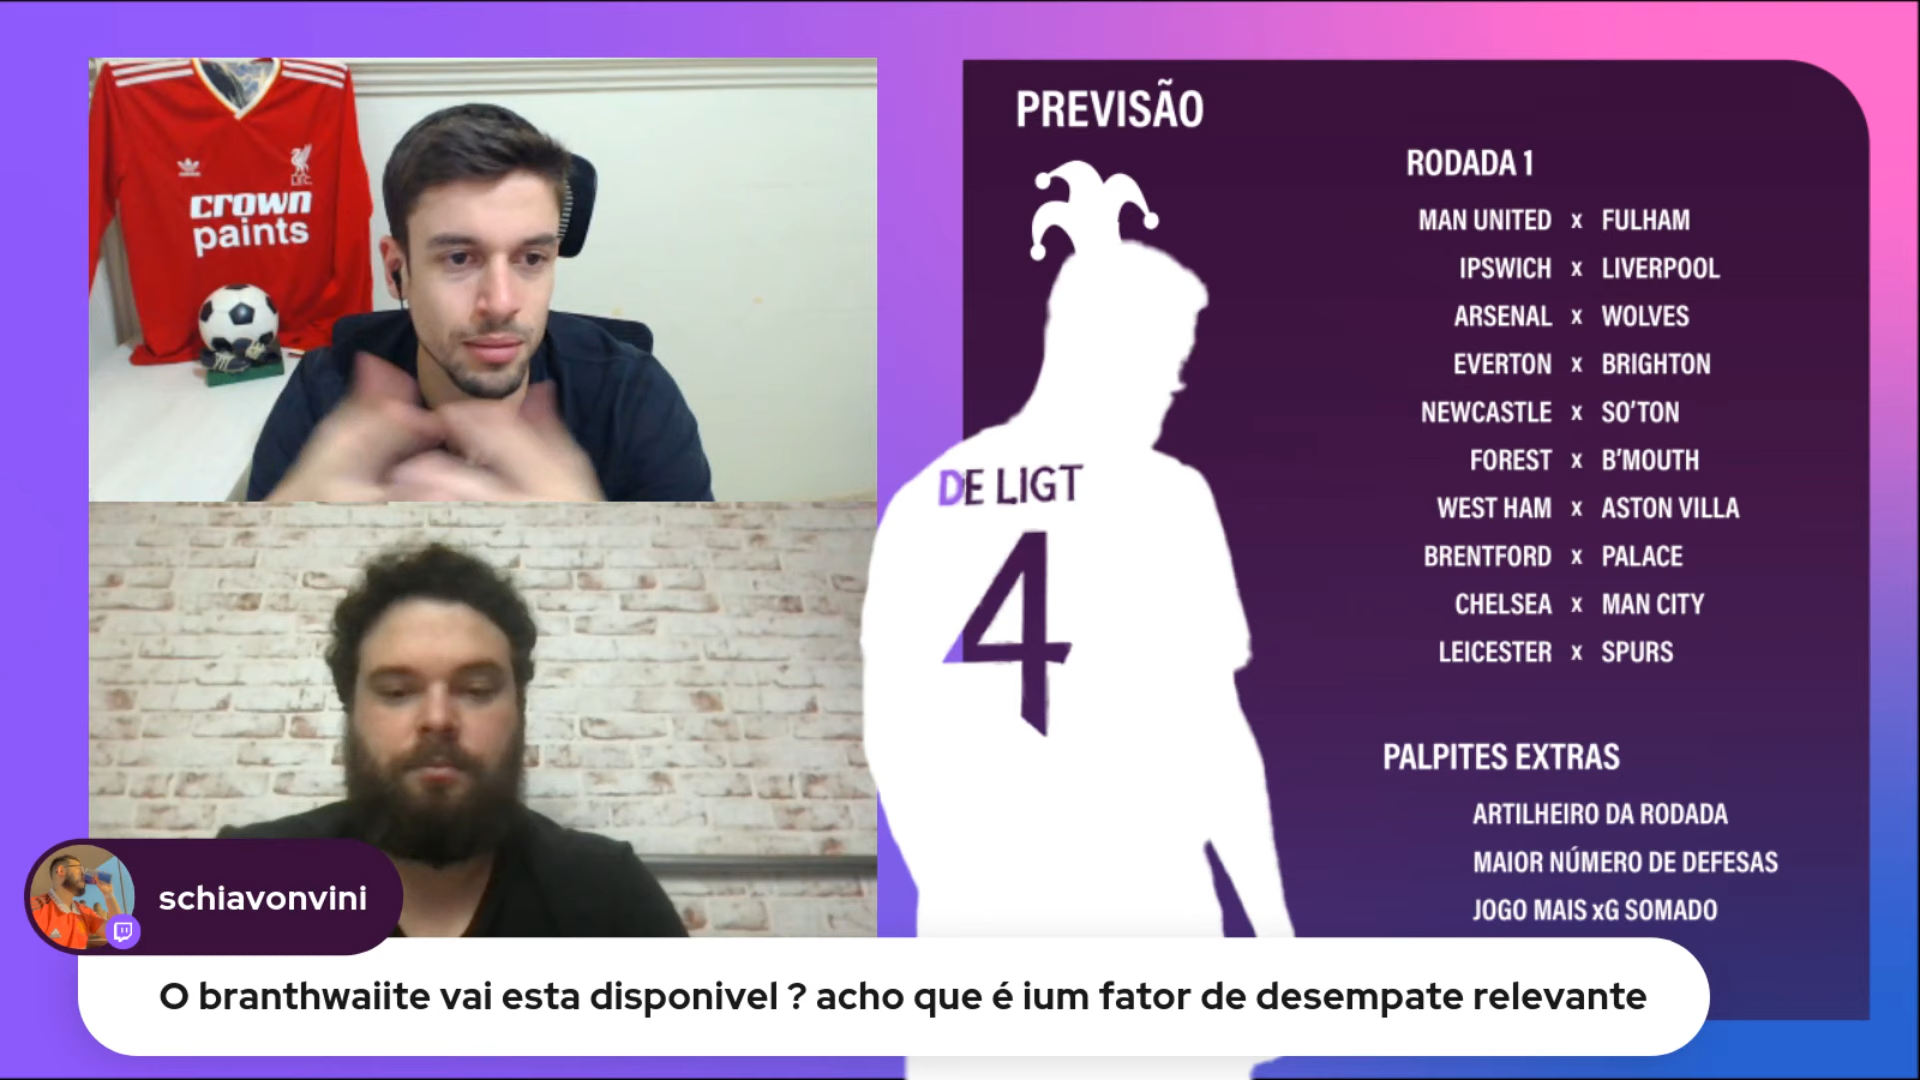 crown
paints
PREVISÃO
RODADA 1
MAN UNITED x FULHAM
IPSWICH x LIVERPOOL
ARSENAL x WOLVES
EVERTON x BRIGHTON
NEWCASTLE x SO'TON
FOREST x B'MOUTH
WEST HAM x ASTON VILLA
BRENTFORD x PALACE
CHELSEA x MAN CITY
LEICESTER x SPURS
DE LIGT
4
PALPITES EXTRAS
ARTILHEIRO DA RODADA
MAIOR NÚMERO DE DEFESAS
JOGO MAIS xG SOMADO
schiavonvini
O branthwaiite vai esta disponivel ? acho que é ium fator de desempate relevante